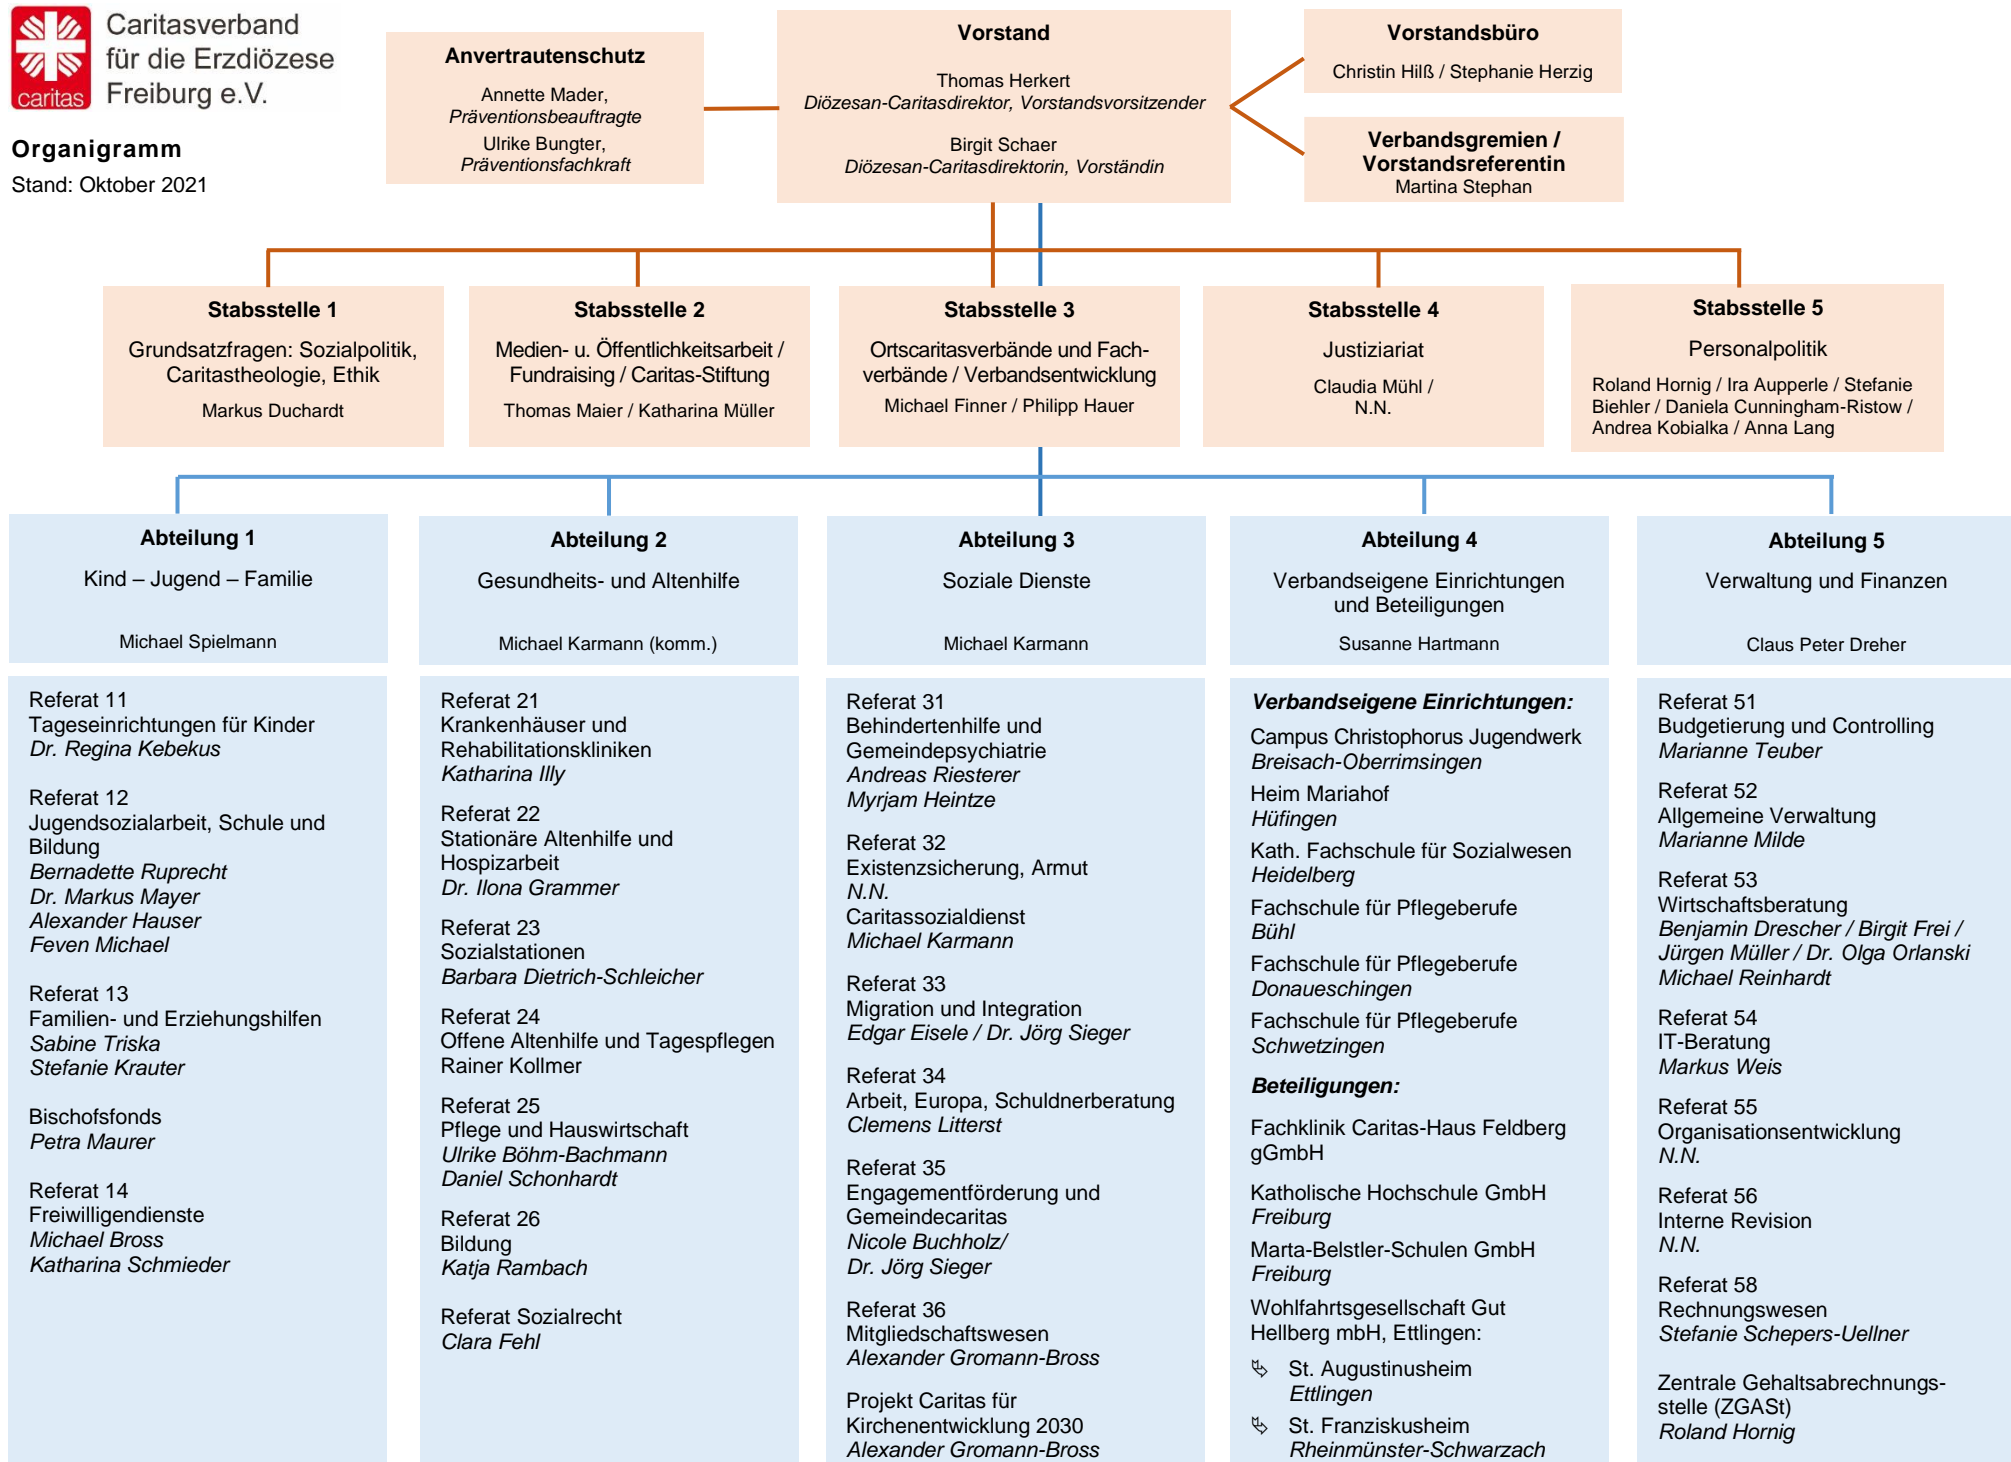 Caritasverband
für die Erzdiözese
Freiburg e.V.
caritas
Organigramm
Stand: Oktober 2021
Anvertrautenschutz
Annette Mader,
Präventionsbeauftragte
Ulrike Bungter,
Präventionsfachkraft
Vorstand
Thomas Herkert
Diözesan-Caritasdirektor, Vorstandsvorsitzender
Birgit Schaer
Diözesan-Caritasdirektorin, Vorständin
Vorstandsbüro
Christin Hilß / Stephanie Herzig
Verbandsgremien /
Vorstandsreferentin
Martina Stephan
Stabsstelle 1
Grundsatzfragen: Sozialpolitik,
Caritastheologie, Ethik
Markus Duchardt
Stabsstelle 2
Medien- u. Öffentlichkeitsarbeit /
Fundraising / Caritas-Stiftung
Thomas Maier / Katharina Müller
Stabsstelle 3
Ortscaritasverbände und Fach-
verbände / Verbandsentwicklung
Michael Finner / Philipp Hauer
Stabsstelle 4
Justiziariat
Claudia Mühl /
N.N.
Stabsstelle 5
Personalpolitik
Roland Hornig / Ira Aupperle / Stefanie
Biehler / Daniela Cunningham-Ristow /
Andrea Kobialka / Anna Lang
Abteilung 1
Kind – Jugend – Familie
Michael Spielmann
Abteilung 2
Gesundheits- und Altenhilfe
Michael Karmann (komm.)
Abteilung 3
Soziale Dienste
Michael Karmann
Abteilung 4
Verbandseigene Einrichtungen
und Beteiligungen
Susanne Hartmann
Abteilung 5
Verwaltung und Finanzen
Claus Peter Dreher
Referat 11
Tageseinrichtungen für Kinder
Dr. Regina Kebekus
Referat 12
Jugendsozialarbeit, Schule und
Bildung
Bernadette Ruprecht
Dr. Markus Mayer
Alexander Hauser
Feven Michael
Referat 13
Familien- und Erziehungshilfen
Sabine Triska
Stefanie Krauter
Bischofsfonds
Petra Maurer
Referat 14
Freiwilligendienste
Michael Bross
Katharina Schmieder
Referat 21
Krankenhäuser und
Rehabilitationskliniken
Katharina Illy
Referat 22
Stationäre Altenhilfe und
Hospizarbeit
Dr. Ilona Grammer
Referat 23
Sozialstationen
Barbara Dietrich-Schleicher
Referat 24
Offene Altenhilfe und Tagespflegen
Rainer Kollmer
Referat 25
Pflege und Hauswirtschaft
Ulrike Böhm-Bachmann
Daniel Schonhardt
Referat 26
Bildung
Katja Rambach
Referat Sozialrecht
Clara Fehl
Referat 31
Behindertenhilfe und
Gemeindepsychiatrie
Andreas Riesterer
Myrjam Heintze
Referat 32
Existenzsicherung, Armut
N.N.
Caritassozialdienst
Michael Karmann
Referat 33
Migration und Integration
Edgar Eisele / Dr. Jörg Sieger
Referat 34
Arbeit, Europa, Schuldnerberatung
Clemens Litterst
Referat 35
Engagementförderung und
Gemeindecaritas
Nicole Buchholz/
Dr. Jörg Sieger
Referat 36
Mitgliedschaftswesen
Alexander Gromann-Bross
Projekt Caritas für
Kirchenentwicklung 2030
Alexander Gromann-Bross
Verbandseigene Einrichtungen:
Campus Christophorus Jugendwerk
Breisach-Oberrimsingen
Heim Mariahof
Hüfingen
Kath. Fachschule für Sozialwesen
Heidelberg
Fachschule für Pflegeberufe
Bühl
Fachschule für Pflegeberufe
Donaueschingen
Fachschule für Pflegeberufe
Schwetzingen
Beteiligungen:
Fachklinik Caritas-Haus Feldberg
gGmbH
Katholische Hochschule GmbH
Freiburg
Marta-Belstler-Schulen GmbH
Freiburg
Wohlfahrtsgesellschaft Gut
Hellberg mbH, Ettlingen:
St. Augustinusheim
Ettlingen
St. Franziskusheim
Rheinmünster-Schwarzach
Referat 51
Budgetierung und Controlling
Marianne Teuber
Referat 52
Allgemeine Verwaltung
Marianne Milde
Referat 53
Wirtschaftsberatung
Benjamin Drescher / Birgit Frei /
Jürgen Müller / Dr. Olga Orlanski
Michael Reinhardt
Referat 54
IT-Beratung
Markus Weis
Referat 55
Organisationsentwicklung
N.N.
Referat 56
Interne Revision
N.N.
Referat 58
Rechnungswesen
Stefanie Schepers-Uellner
Zentrale Gehaltsabrechnungs-
stelle (ZGASt)
Roland Hornig